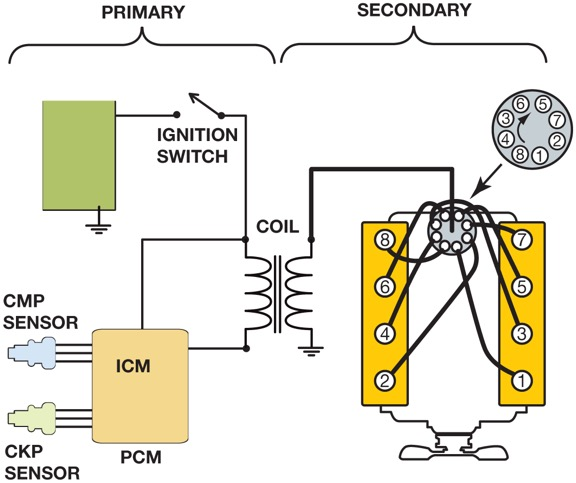 PRIMARY
SECONDARY
IGNITION
SWITCH
COIL
CMP
SENSOR
ICM
CKP
SENSOR
PCM
6
5
3
7
4
2
8
1
8
7
6
5
4
3
2
1